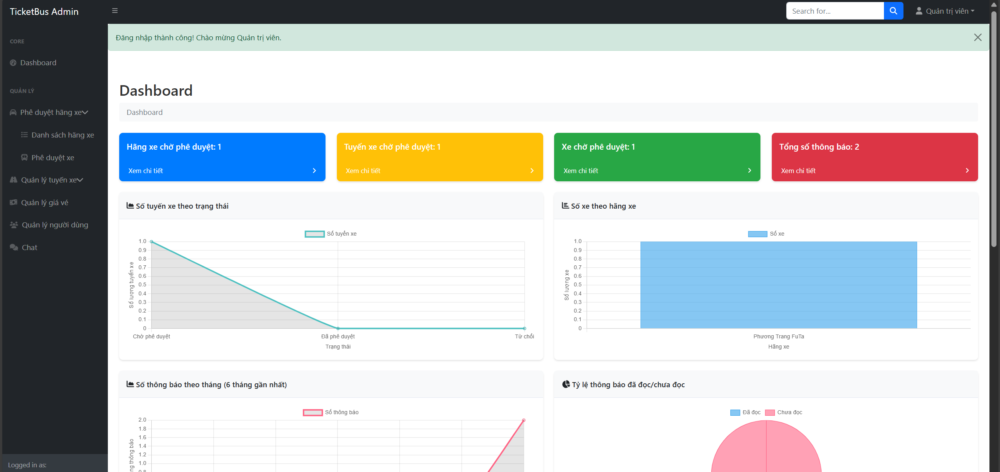 TicketBus Admin
Search for...
Quản trị viên
CORE
Dashboard
QUẢN LÝ
Phê duyệt hãng xe
Danh sách hãng xe
Phê duyệt xe
Quản lý tuyến xe
Quản lý giá vé
Quản lý người dùng
Chat
Logged in as:
Đăng nhập thành công! Chào mừng Quản trị viên.
Dashboard
Dashboard
Hãng xe chờ phê duyệt: 1
Xem chi tiết
Tuyến xe chờ phê duyệt: 1
Xem chi tiết
Xe chờ phê duyệt: 1
Xem chi tiết
Tổng số thông báo: 2
Xem chi tiết
Số tuyến xe theo trạng thái
Số tuyến xe
Số lượng tuyến xe
1.0
0.9
0.8
0.7
0.6
0.5
0.4
0.3
0.2
0.1
0
Chờ phê duyệt
Đã phê duyệt
Từ chối
Trạng thái
Số xe theo hãng xe
Số xe
Số lượng xe
1.0
0.9
0.8
0.7
0.6
0.5
0.4
0.3
0.2
0.1
0
Phương Trang FuTa
Hãng xe
Số thông báo theo tháng (6 tháng gần nhất)
Số thông báo
ng thông báo
2.0
1.8
1.6
1.4
1.2
1.0
0.8
Tỷ lệ thông báo đã đọc/chưa đọc
Đã đọc
Chưa đọc